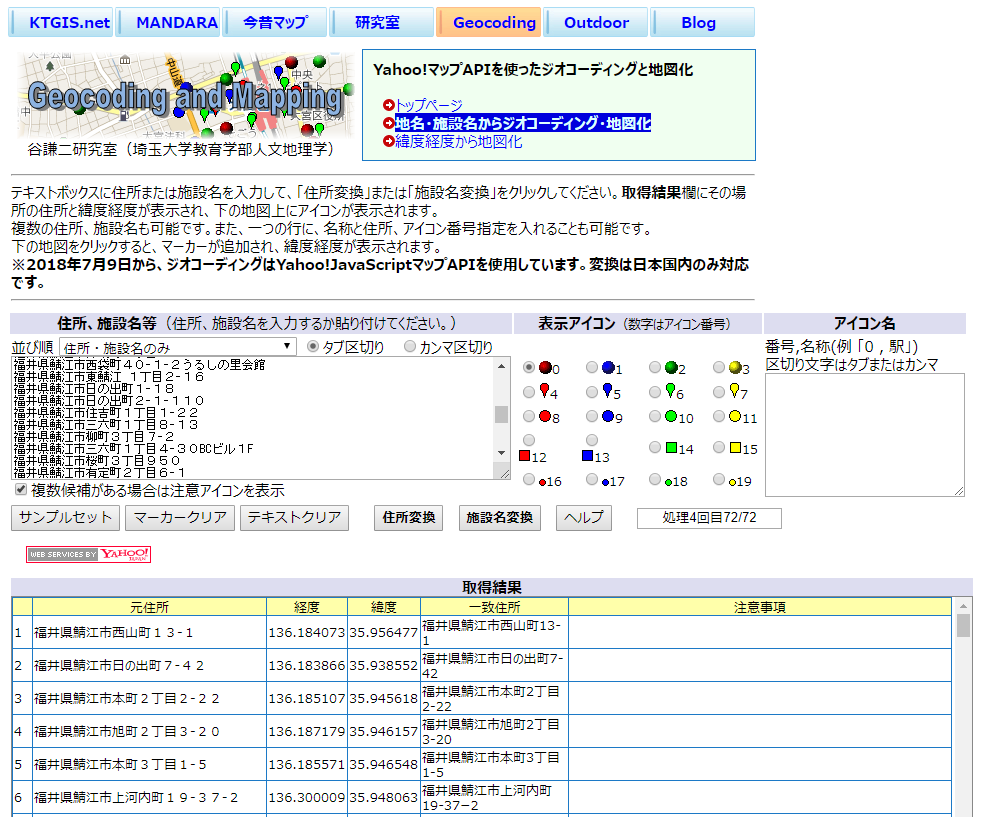 KTGIS.net MANDARA 今昔マップ 研究室 Geocoding Outdoor Blog
Geocoding and Mapping
谷謙二研究室（埼玉大学教育学部人文地理学）
Yahoo!マップAPIを使ったジオコーディングと地図化
トップページ
地名・施設名からジオコーディング・地図化
緯度経度から地図化
テキストボックスに住所または施設名を入力して、「住所変換」または「施設名変換」をクリックしてください。取得結果欄にその場
所の住所と緯度経度が表示され、下の地図上にアイコンが表示されます。
複数の住所、施設名も可能です。また、一つの行に、名称と住所、アイコン番号指定を入れることも可能です。
下の地図をクリックすると、マーカーが追加され、緯度経度が表示されます。
※2018年7月9日から、ジオコーディングはYahoo!JavaScriptマップAPIを使用しています。変換は日本国内のみ対応
です。
住所、施設名等（住所、施設名を入力するか貼り付けてください。）
並び順 住所・施設名のみ タブ区切り カンマ区切り
福井県鯖江市西袋町４０-１-２うるしの里会館
福井県鯖江市東鯖江 １丁目２-１６
福井県鯖江市日の出町１-１８
福井県鯖江市日の出町２-１-１１０
福井県鯖江市住吉町１丁目１-２２
福井県鯖江市三六町１丁目８-１３
福井県鯖江市柳町３丁目７-２
福井県鯖江市三六町１丁目４-３０BCビル１F
福井県鯖江市桜町３丁目９５０
福井県鯖江市有定町２丁目６-１
複数候補がある場合は注意アイコンを表示
表示アイコン（数字はアイコン番号）
0 1 2 3
4 5 6 7
8 9 10 11
12 13 14 15
16 17 18 19
アイコン名
番号,名称(例「0 , 駅」)
区切り文字はタブまたはカンマ
サンプルセット マーカークリア テキストクリア 住所変換 施設名変換 ヘルプ 処理4回目72/72
WEB SERVICES BY YAHOO! JAPAN
取得結果
元住所 経度 緯度 一致住所 注意事項
1 福井県鯖江市西山町１３-１ 136.184073 35.956477 福井県鯖江市西山町13-
1
2 福井県鯖江市日の出町７-４２ 136.183866 35.938552 福井県鯖江市日の出町7-
42
3 福井県鯖江市本町２丁目２-２２ 136.185107 35.945618 福井県鯖江市本町2丁目
2-22
4 福井県鯖江市旭町２丁目３-２０ 136.187179 35.946157 福井県鯖江市旭町2丁目
3-20
5 福井県鯖江市本町３丁目１-５ 136.185571 35.946548 福井県鯖江市本町3丁目
1-5
6 福井県鯖江市上河内町１９-３７-２ 136.300009 35.948063 福井県鯖江市上河内町
19-37-2